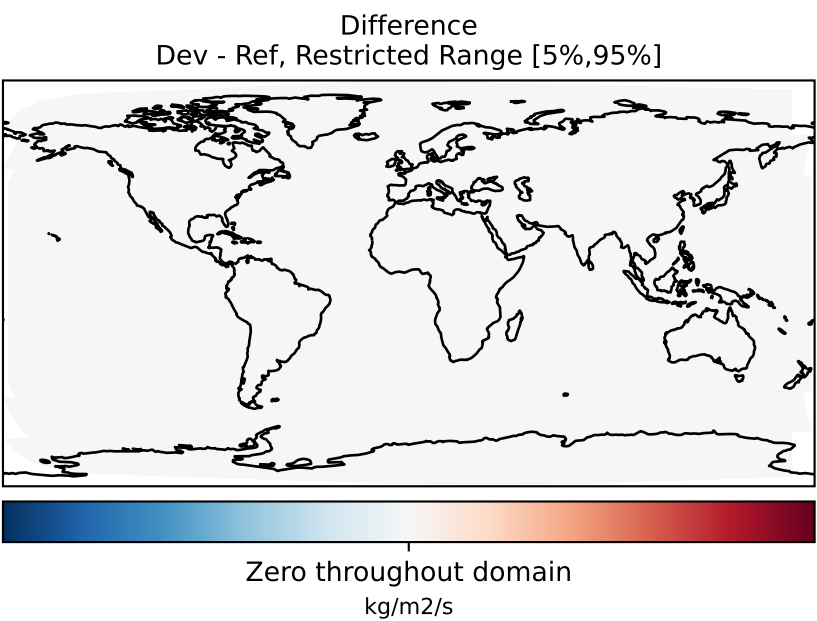 Difference
Dev - Ref, Restricted Range [5%,95%]
Zero throughout domain
kg/m2/s